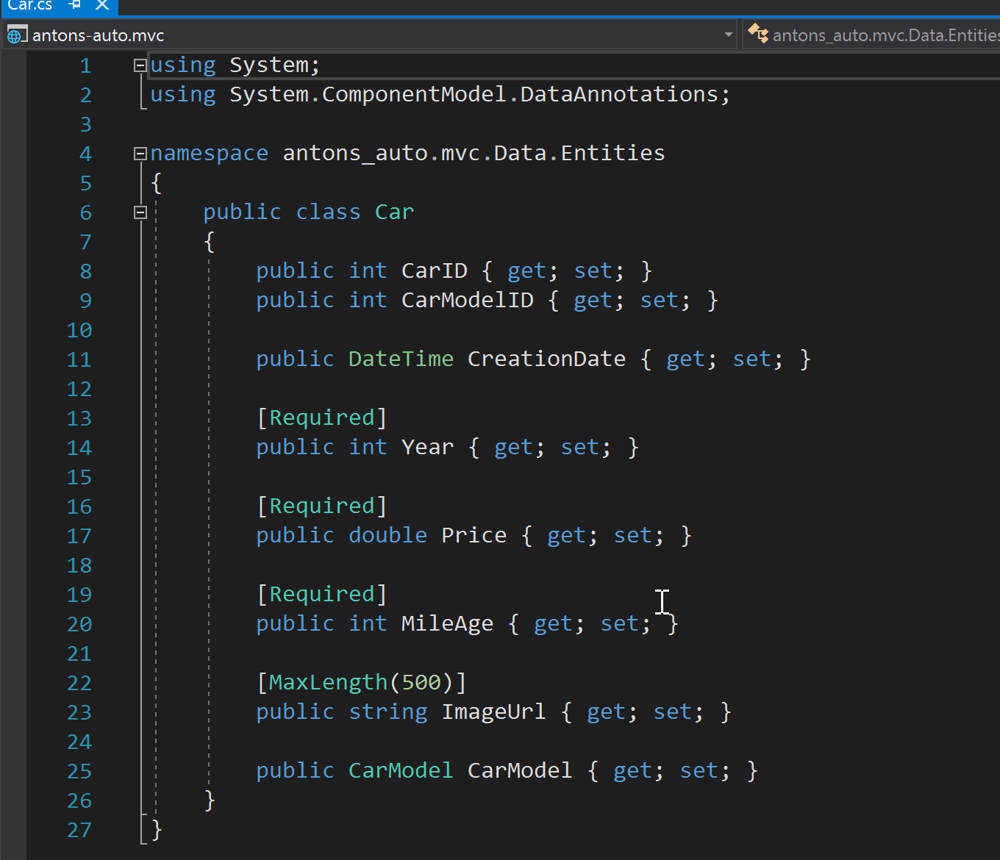 Car.cs
antons-auto.mvc antons_auto.mvc.Data.Entities
1 using System;
2 using System.ComponentModel.DataAnnotations;
3
4 namespace antons_auto.mvc.Data.Entities
5 {
6 public class Car
7 {
8 public int CarID { get; set; }
9 public int CarModelID { get; set; }
10
11 public DateTime CreationDate { get; set; }
12
13 [Required]
14 public int Year { get; set; }
15
16 [Required]
17 public double Price { get; set; }
18
19 [Required]
20 public int MileAge { get; set; }
21
22 [MaxLength(500)]
23 public string ImageUrl { get; set; }
24
25 public CarModel CarModel { get; set; }
26 }
27 }